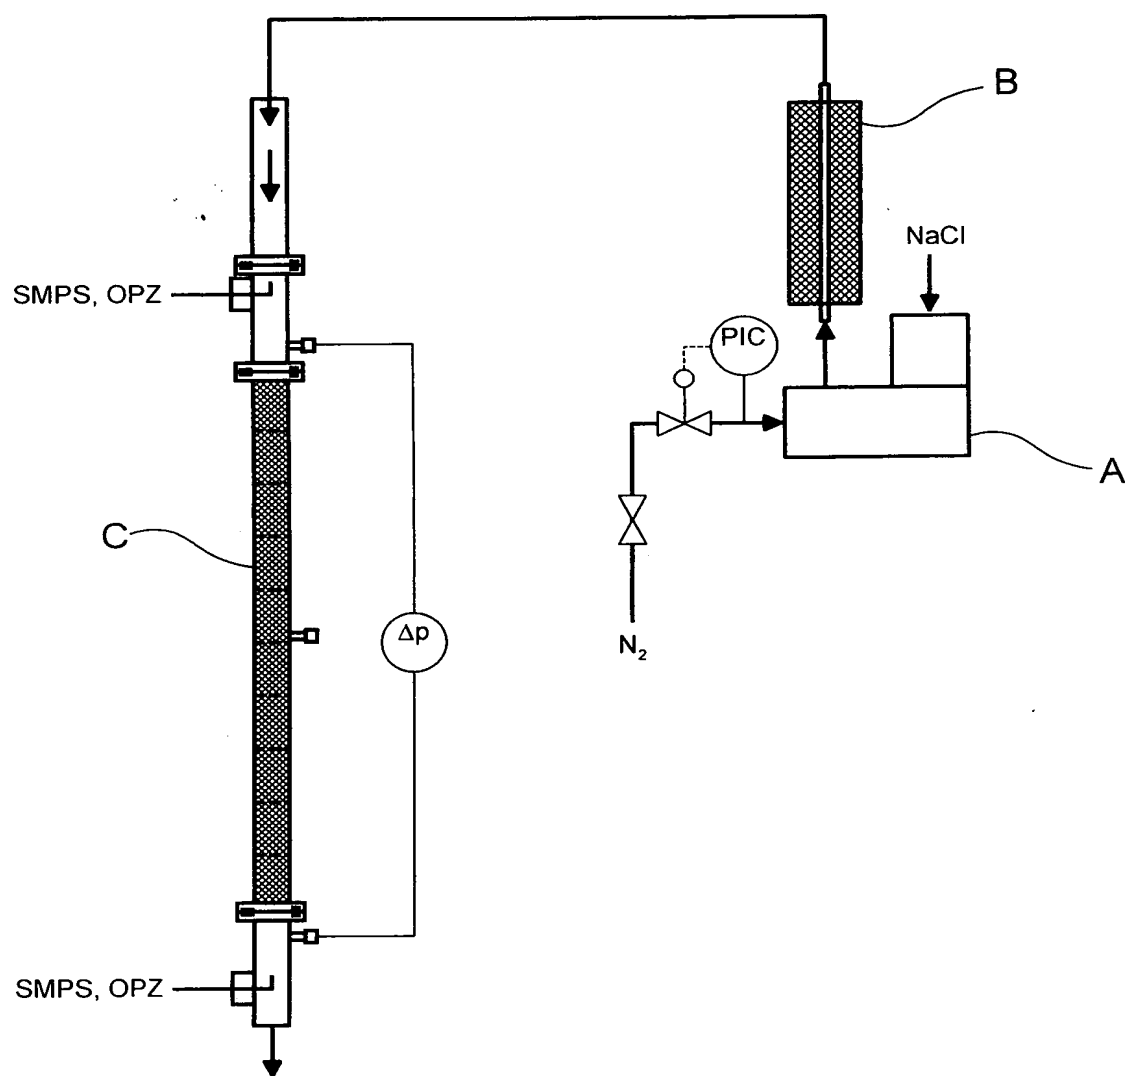 B
NaCl
SMPS, OPZ
PIC
A
C
Δp
N₂
SMPS, OPZ